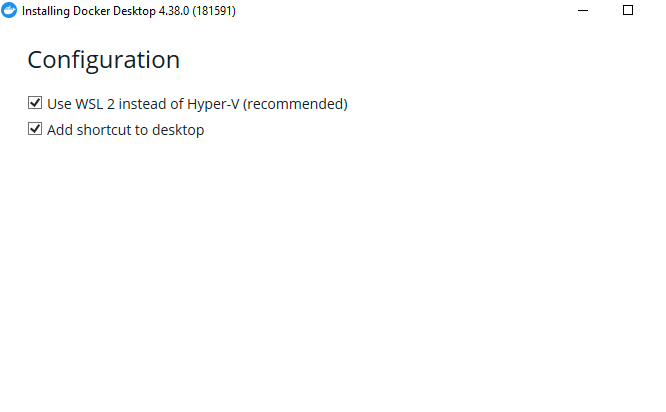 Installing Docker Desktop 4.38.0 (181591)
Configuration
Use WSL 2 instead of Hyper-V (recommended)
Add shortcut to desktop